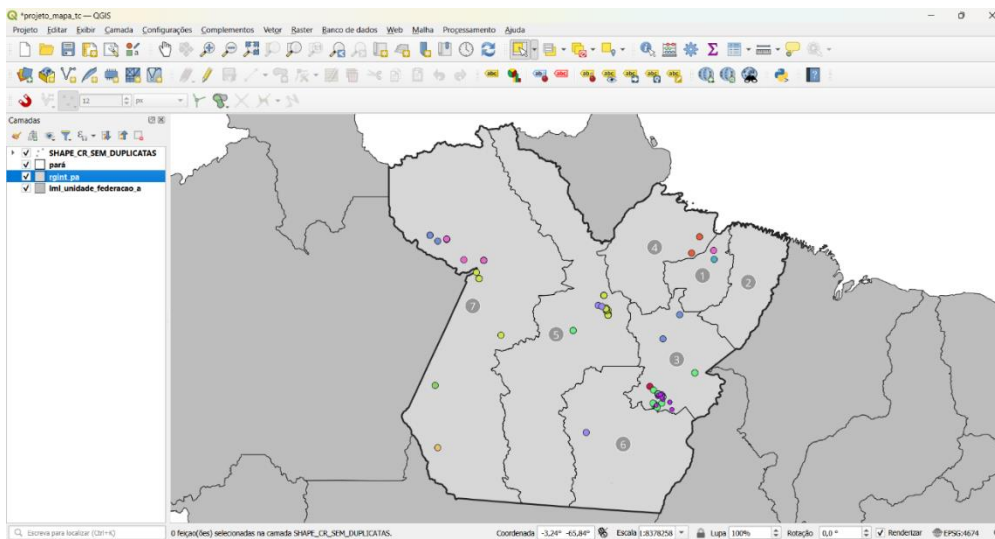 *projeto_mapa_tc — QGIS
Projeto Editar Exibir Camada Configurações Complementos Vetor Raster Banco de dados Web Malha Processamento Ajuda
12 px
Camadas
SHAPE_CR_SEM_DUPLICATAS
pará
rgint_pa
lml_unidade_federacao_a
4
1
2
7
5
3
6
Escreva para localizar (Ctrl+K)
0 feição(ões) selecionadas na camada SHAPE_CR_SEM_DUPLICATAS.
Coordenada -3,24° -65,84° Escala 1:8378258 Lupa 100% Rotação 0,0° Renderizar EPSG:4674